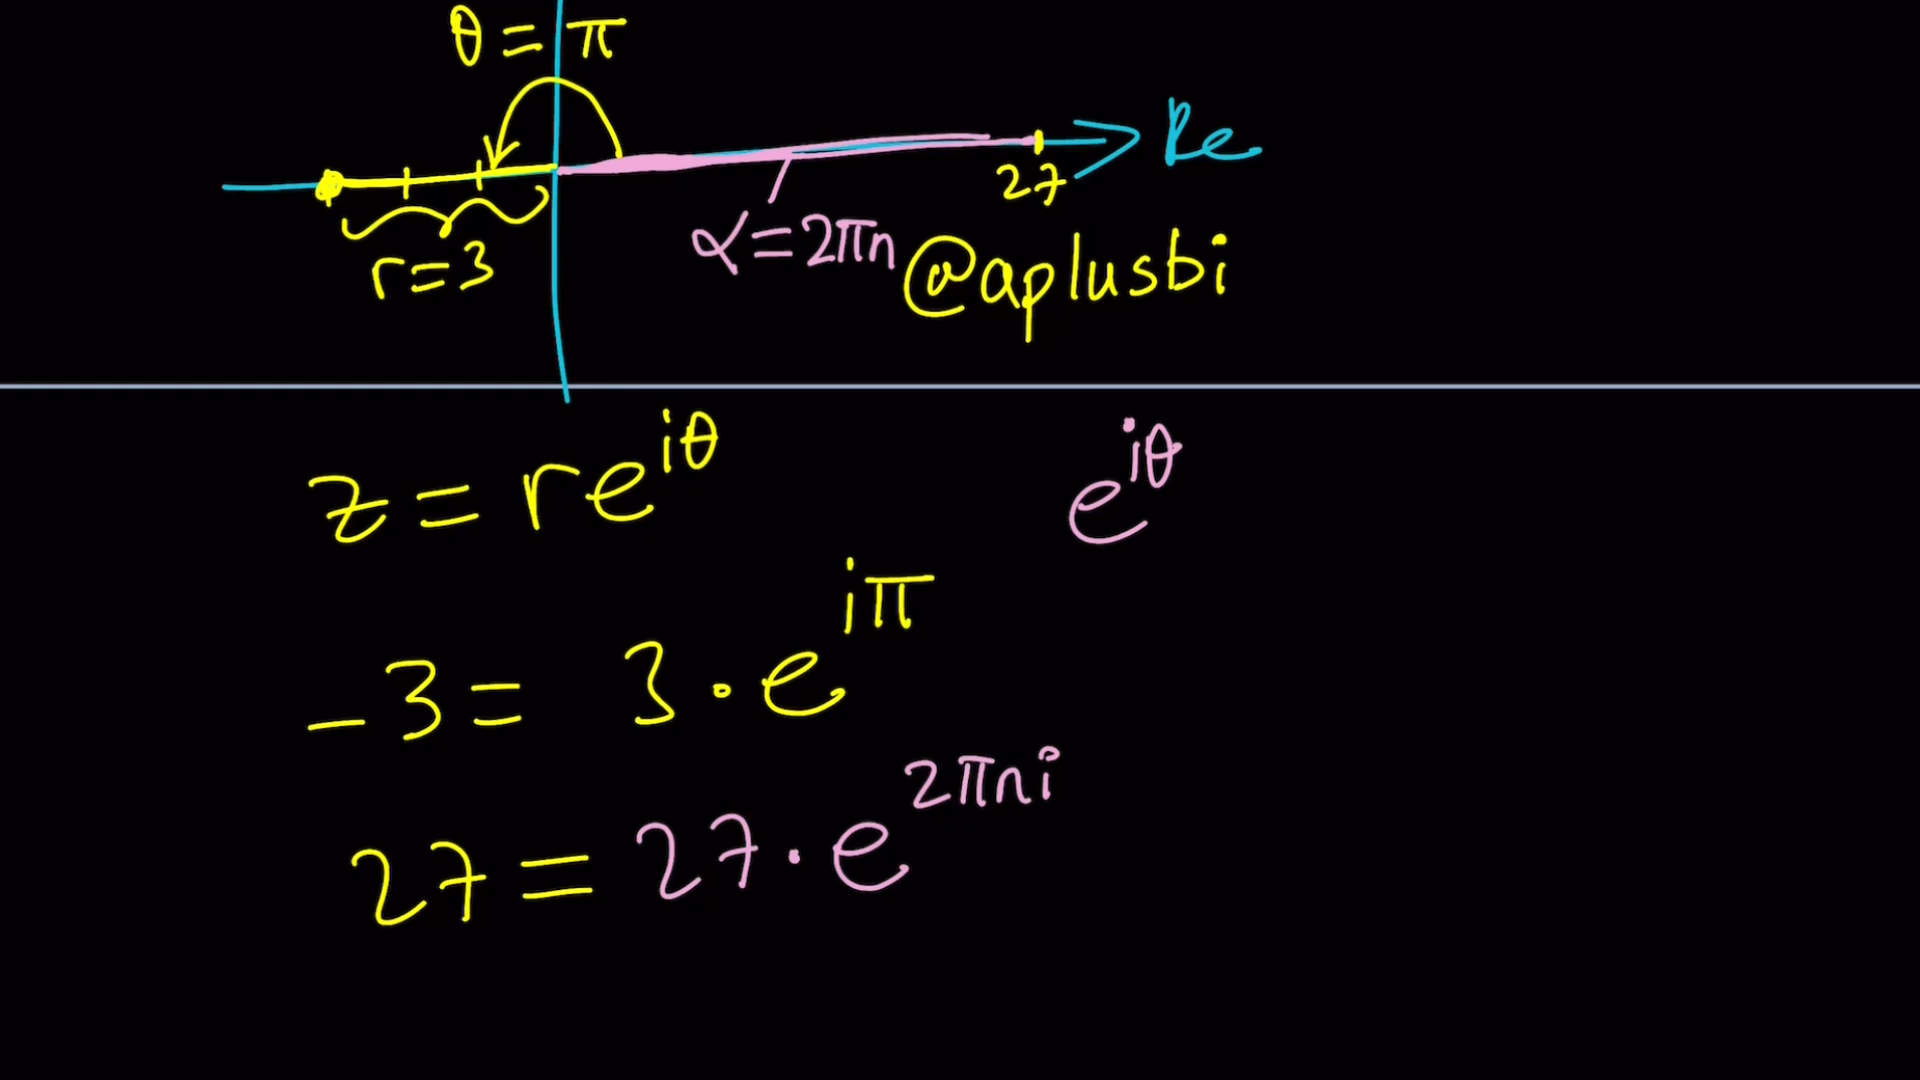 θ = π
Re
27
r = 3
α = 2πn
@aplusbi
z = re^{iθ}
e^{iθ}
-3 = 3 · e^{iπ}
27 = 27 · e^{2πni}